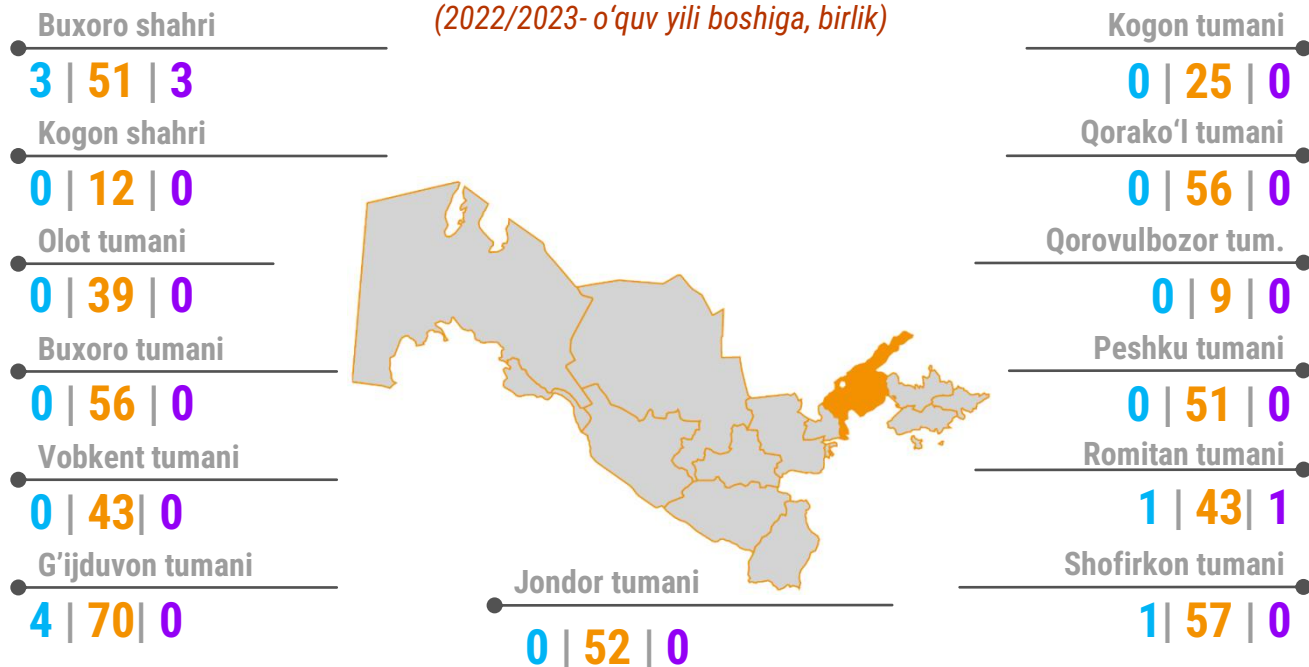 (2022/2023- o‘quv yili boshiga, birlik)
Buxoro shahri
3 | 51 | 3
Kogon shahri
0 | 12 | 0
Olot tumani
0 | 39 | 0
Buxoro tumani
0 | 56 | 0
Vobkent tumani
0 | 43| 0
G’ijduvon tumani
4 | 70| 0
Jondor tumani
0 | 52 | 0
Kogon tumani
0 | 25 | 0
Qorako‘l tumani
0 | 56 | 0
Qorovulbozor tum.
0 | 9 | 0
Peshku tumani
0 | 51 | 0
Romitan tumani
1 | 43| 1
Shofirkon tumani
1| 57 | 0